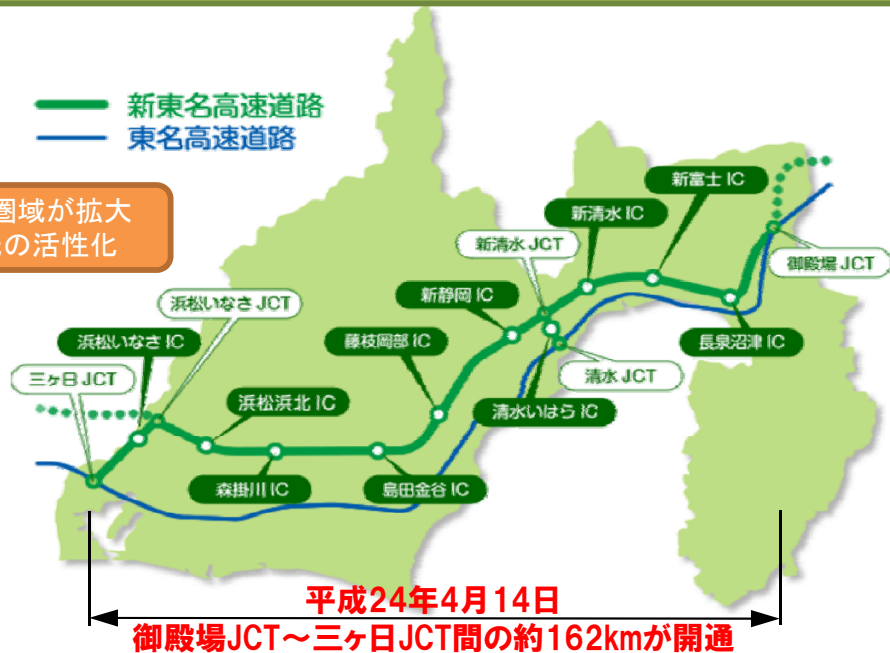 新東名高速道路
東名高速道路
圏域が拡大
の活性化
新富士 IC
新清水 IC
新清水 JCT
御殿場 JCT
浜松いなさ JCT
新静岡 IC
浜松いなさ IC
藤枝岡部 IC
長泉沼津 IC
三ヶ日 JCT
清水 JCT
浜松浜北 IC
清水いはら IC
森掛川 IC
島田金谷 IC
平成24年4月14日
御殿場JCT～三ヶ日JCT間の約162kmが開通